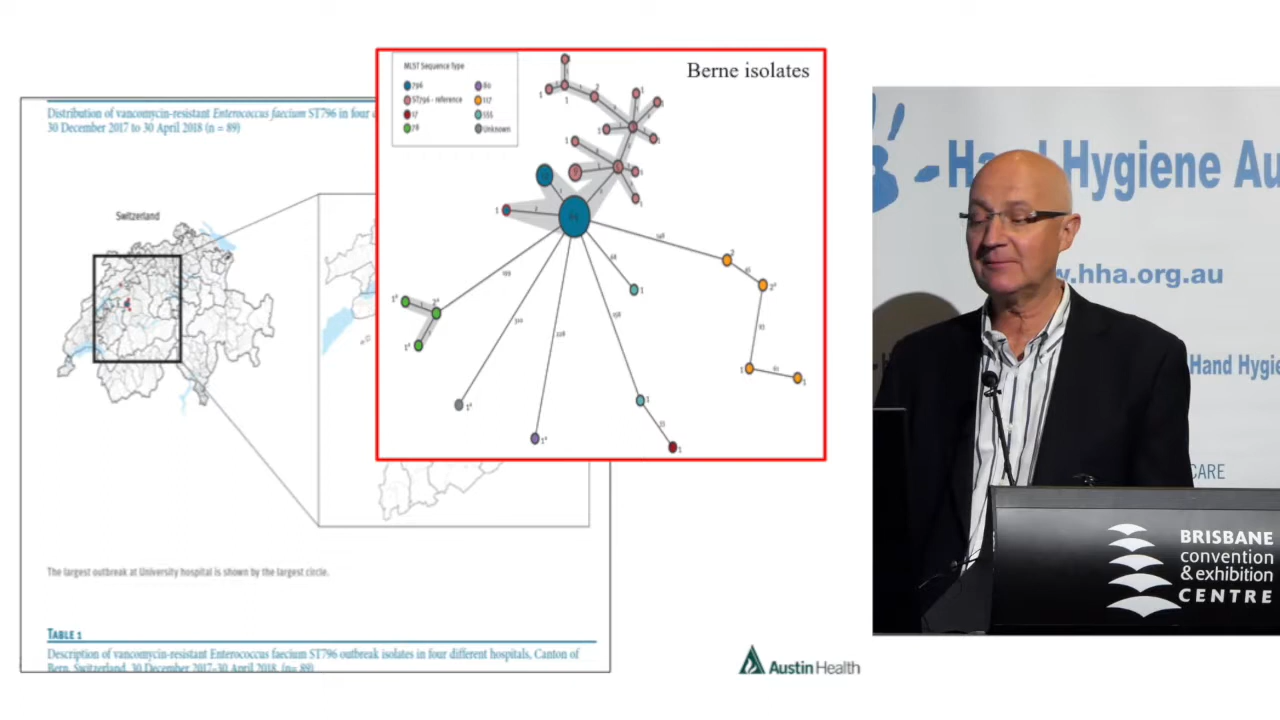 Distribution of vancomycin-resistant Enterococcus faecium ST796 in four
30 December 2017 to 30 April 2018 (n = 89)
Switzerland
The largest outbreak at University hospital is shown by the largest circle.
TABLE 1
Description of vancomycin-resistant Enterococcus faecium ST796 outbreak isolates in four different hospitals, Canton of
Bern, Switzerland, 30 December 2017–30 April 2018, (n= 89)
MLST Sequence Type
796
ST796 - reference
17
78
80
117
555
Unknown
Berne isolates
Austin Health
Hand Hygiene Au
w.hha.org.au
Hand Hygie
CARE
BRISBANE
convention
& exhibition
CENTRE